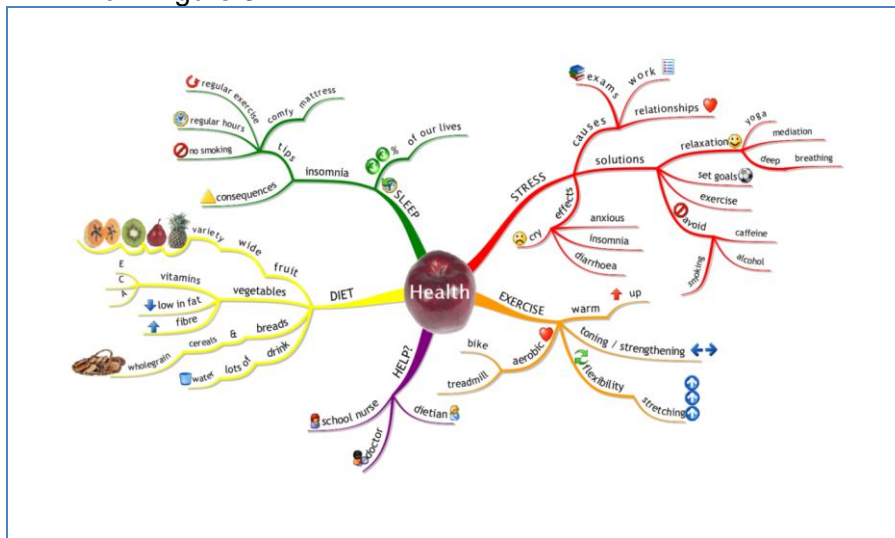 Figure
Health
STRESS
causes
exams
work
relationships
solutions
relaxation
yoga
mediation
deep
breathing
set goals
exercise
avoid
caffeine
alcohol
smoking
effects
cry
anxious
insomnia
diarrhoea
EXERCISE
warm
up
toning / strengthening
flexibility
stretching
aerobic
bike
treadmill
HELP?
dietian
doctor
school nurse
DIET
fruit
wide
variety
vegetables
vitamins
E
C
A
low in fat
fibre
breads
&
cereals
wholegrain
drink
lots of
water
SLEEP
%
of our lives
insomnia
tips
comfy
mattress
regular exercise
regular hours
no smoking
consequences